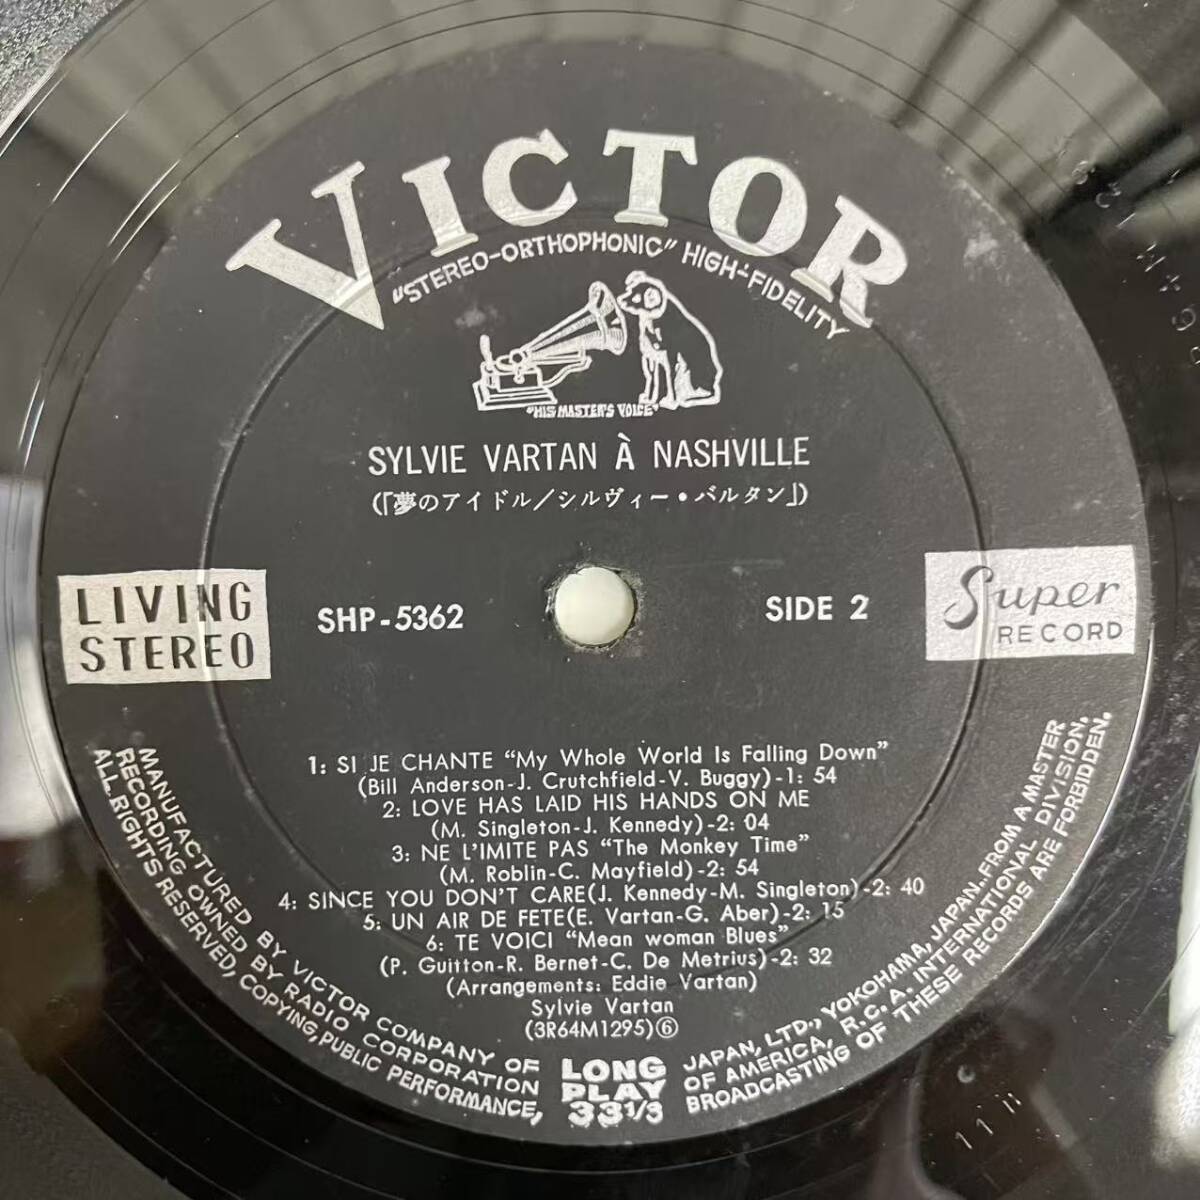 VICTOR
"STEREO-ORTHOPHONIC" HIGH-FIDELITY
"HIS MASTER'S VOICE"
SYLVIE VARTAN À NASHVILLE
(「夢のアイドル/シルヴィー・バルタン」)
LIVING
STEREO
SHP-5362
SIDE 2
Super
RECORD
1: SI JE CHANTE "My Whole World Is Falling Down"
(Bill Anderson-J. Crutchfield-V. Buggy)-1: 54
2: LOVE HAS LAID HIS HANDS ON ME
(M. Singleton-J. Kennedy)-2: 04
3: NE L'IMITE PAS "The Monkey Time"
(M. Roblin-C. Mayfield)-2: 54
4: SINCE YOU DON'T CARE(J. Kennedy-M. Singleton)-2: 40
5: UN AIR DE FETE(E. Vartan-G. Aber)-2: 15
6: TE VOICI "Mean woman Blues"
(P. Guitton-R. Bernet-C. De Metrius)-2: 32
(Arrangements: Eddie Vartan)
Sylvie Vartan
(3R64M1295)⑥
LONG
PLAY
33 1/3
MANUFACTURED BY VICTOR COMPANY OF JAPAN, LTD., YOKOHAMA, JAPAN. FROM A MASTER
RECORDING OWNED BY RADIO CORPORATION OF AMERICA, R.C.A. INTERNATIONAL DIVISION,
ALL RIGHTS RESERVED, COPYING, PUBLIC PERFORMANCE, BROADCASTING OF THESE RECORDS ARE FORBIDDEN.